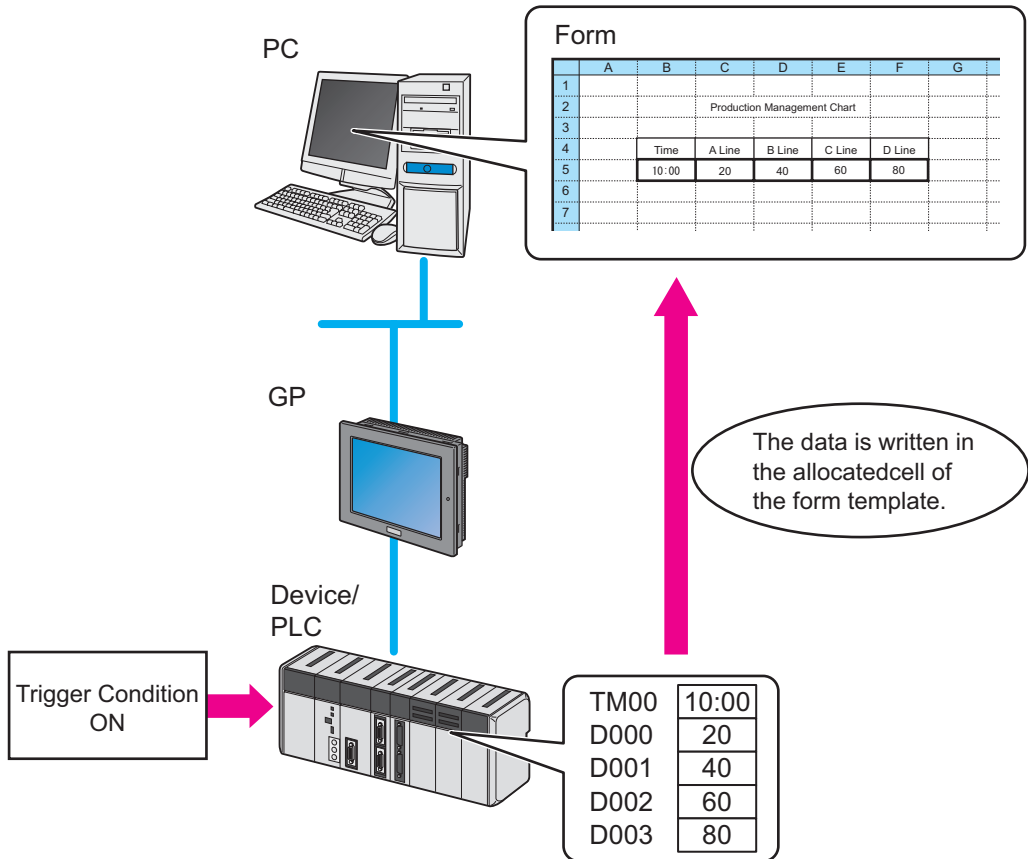 PC
Form
A B C D E F G
1
2 Production Management Chart
3
4 Time A Line B Line C Line D Line
5 10:00 20 40 60 80
6
7
GP
The data is written in
the allocatedcell of
the form template.
Device/
PLC
Trigger Condition
ON
TM00 10:00
D000 20
D001 40
D002 60
D003 80